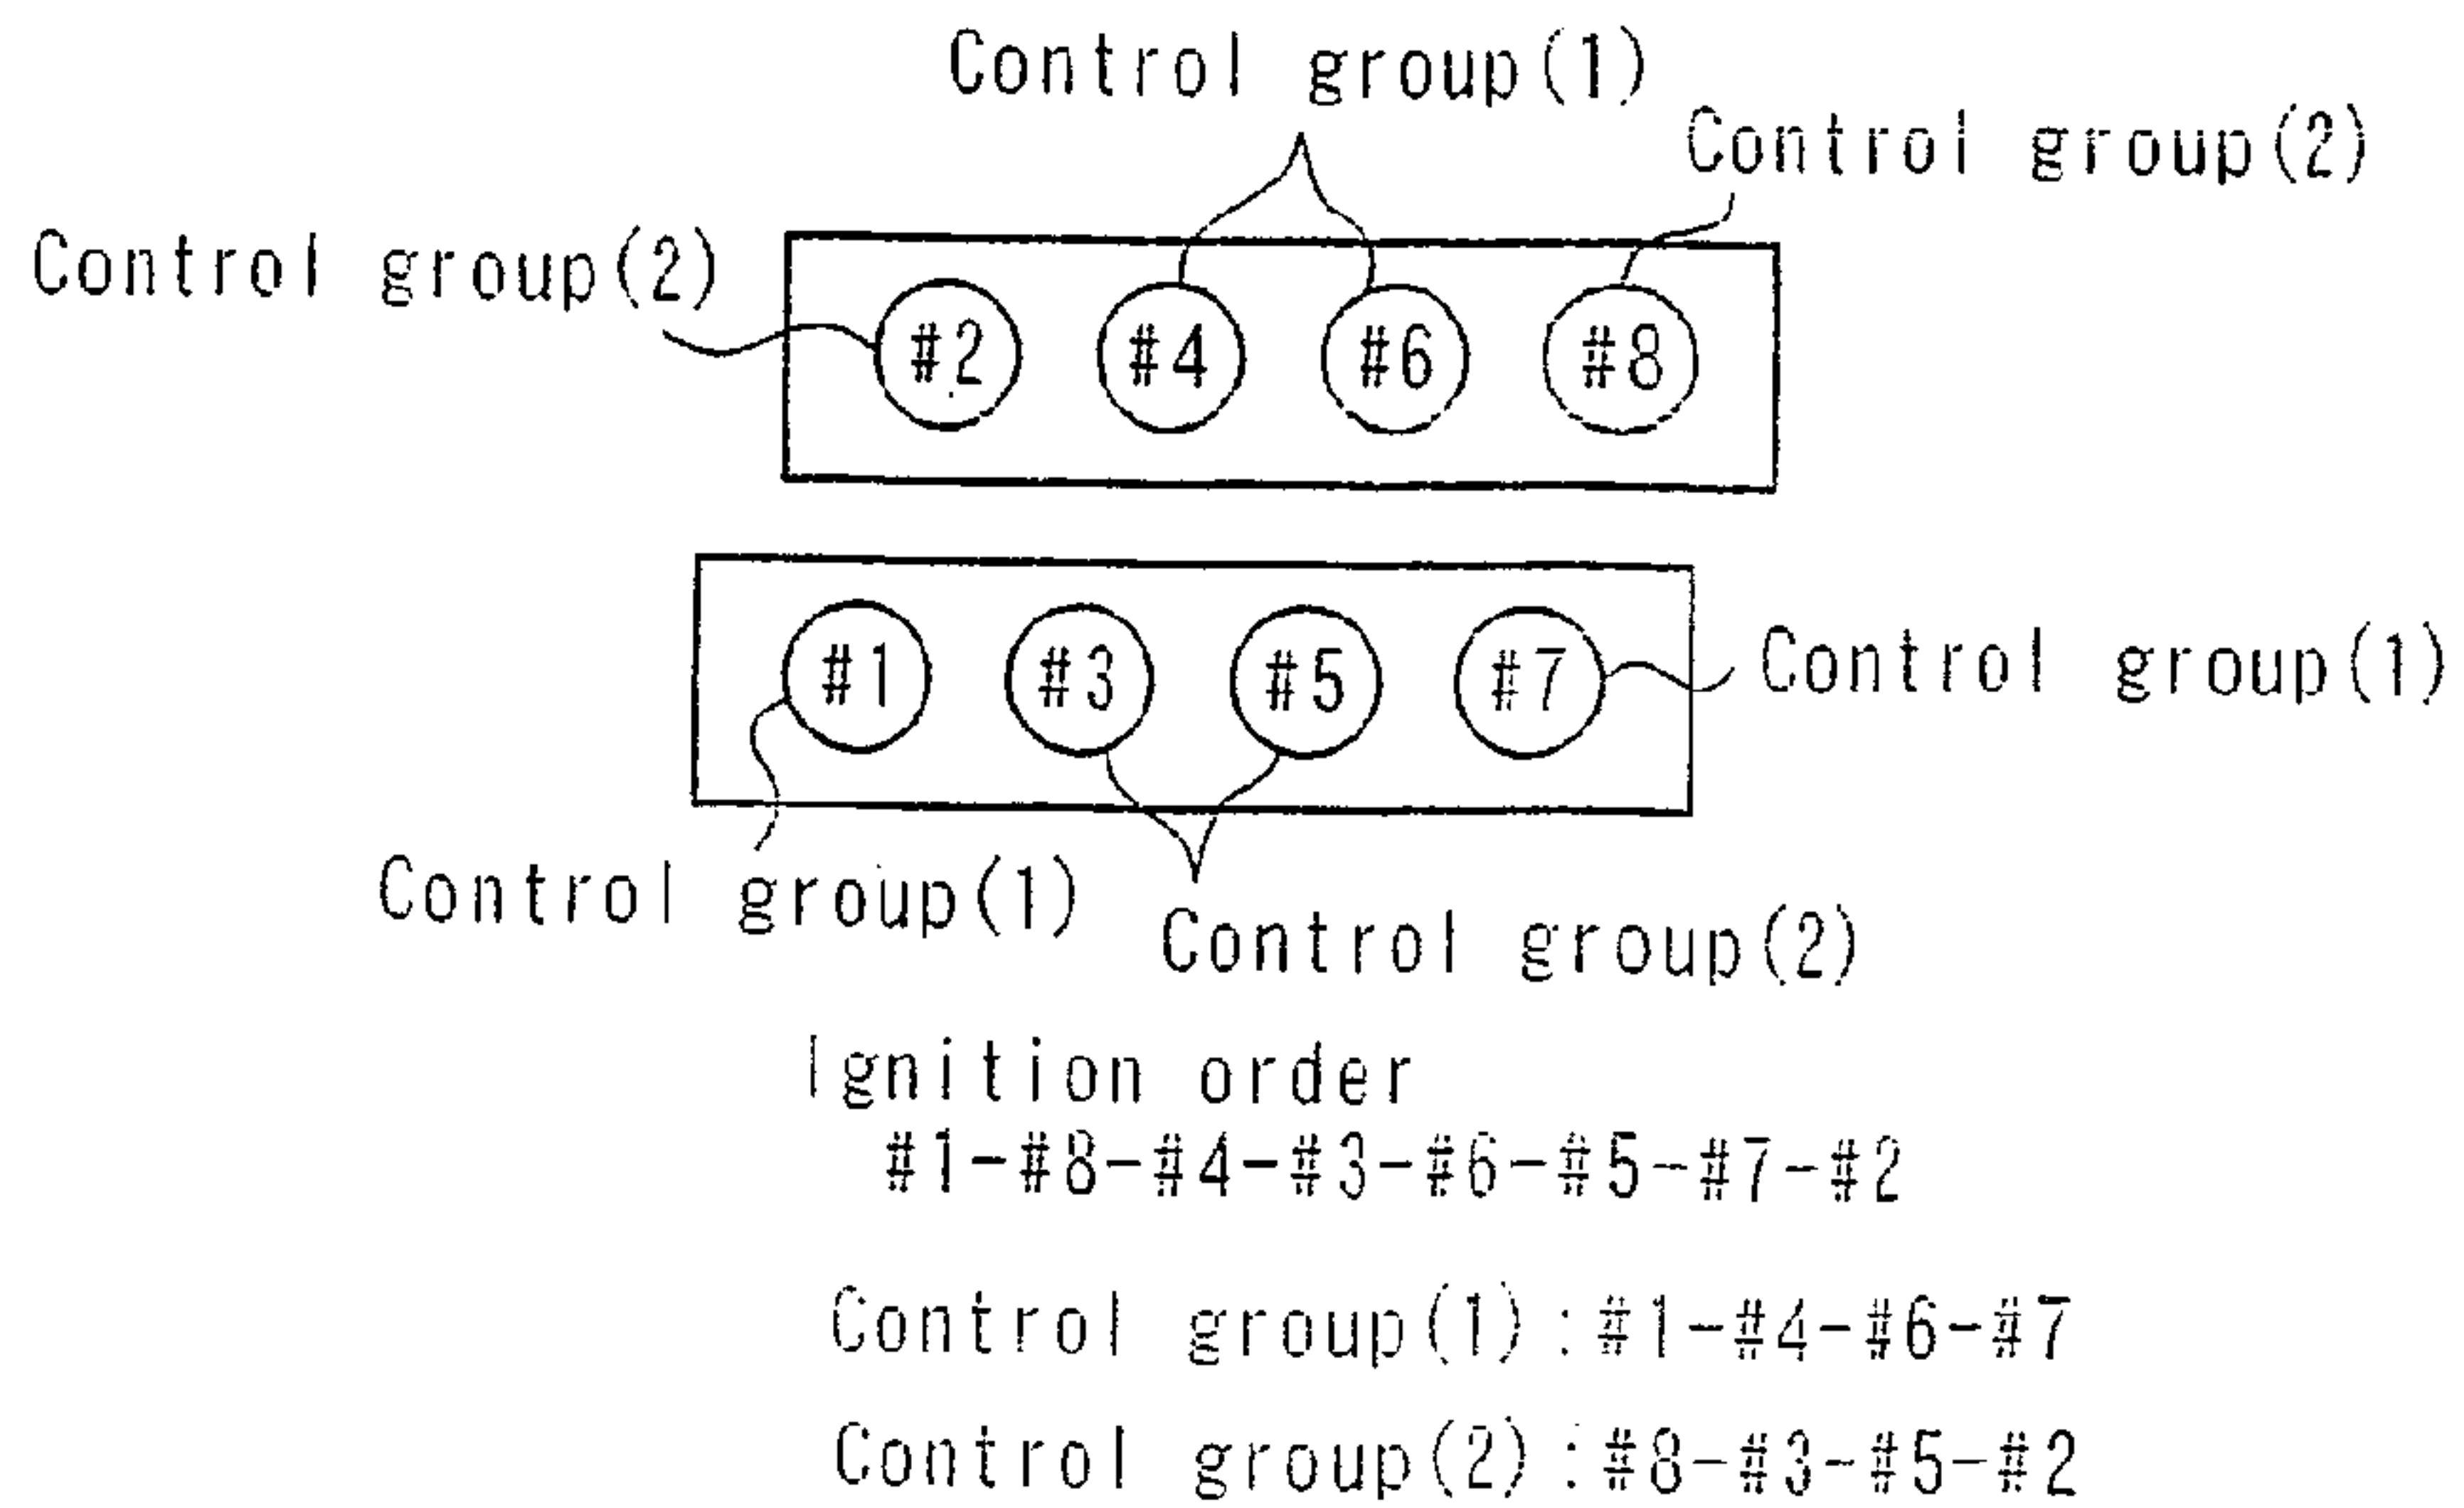 Control group(1)
Control group(2)
Control group(2)
#2 #4 #6 #8
#1 #3 #5 #7
Control group(1)
Control group(1)
Control group(2)
Ignition order
#1-#8-#4-#3-#6-#5-#7-#2
Control group(1):#1-#4-#6-#7
Control group(2):#8-#3-#5-#2